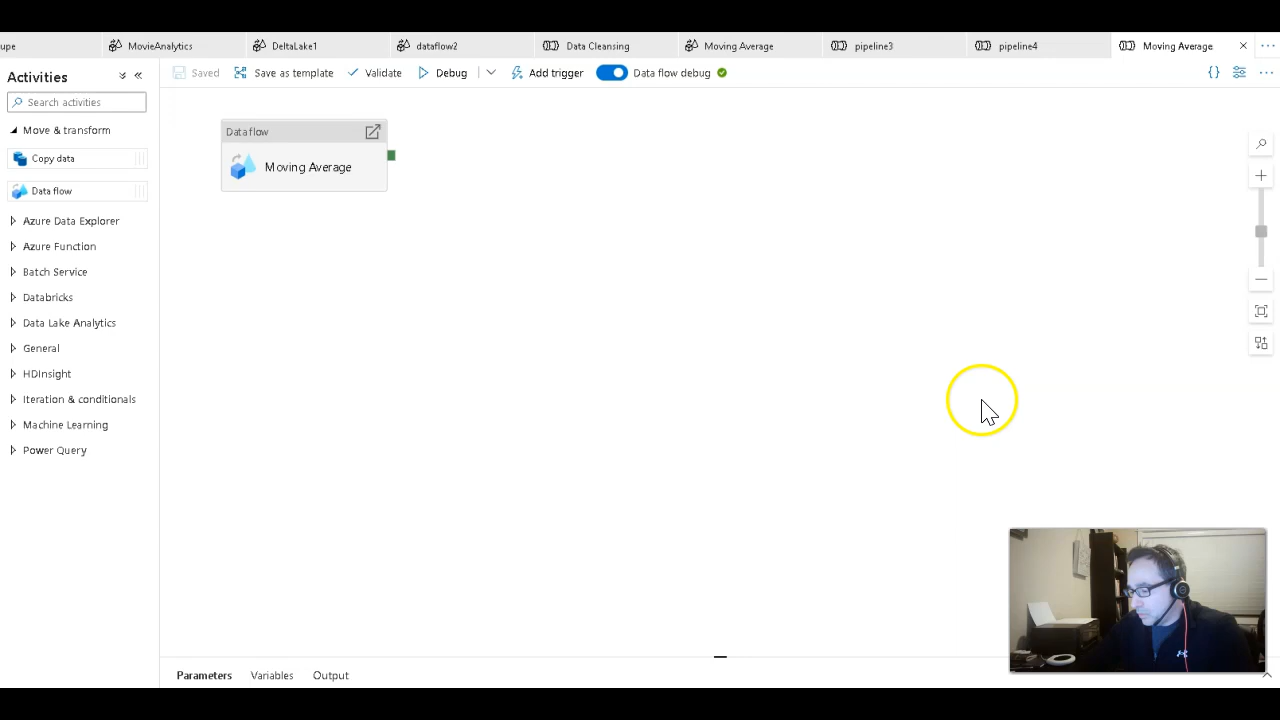 upe
MovieAnalytics
DeltaLake1
dataflow2
Data Cleansing
Moving Average
pipeline3
pipeline4
Moving Average
Activities
Search activities
Move & transform
Copy data
Data flow
Azure Data Explorer
Azure Function
Batch Service
Databricks
Data Lake Analytics
General
HDInsight
Iteration & conditionals
Machine Learning
Power Query
Saved
Save as template
Validate
Debug
Add trigger
Data flow debug
Data flow
Moving Average
Parameters
Variables
Output